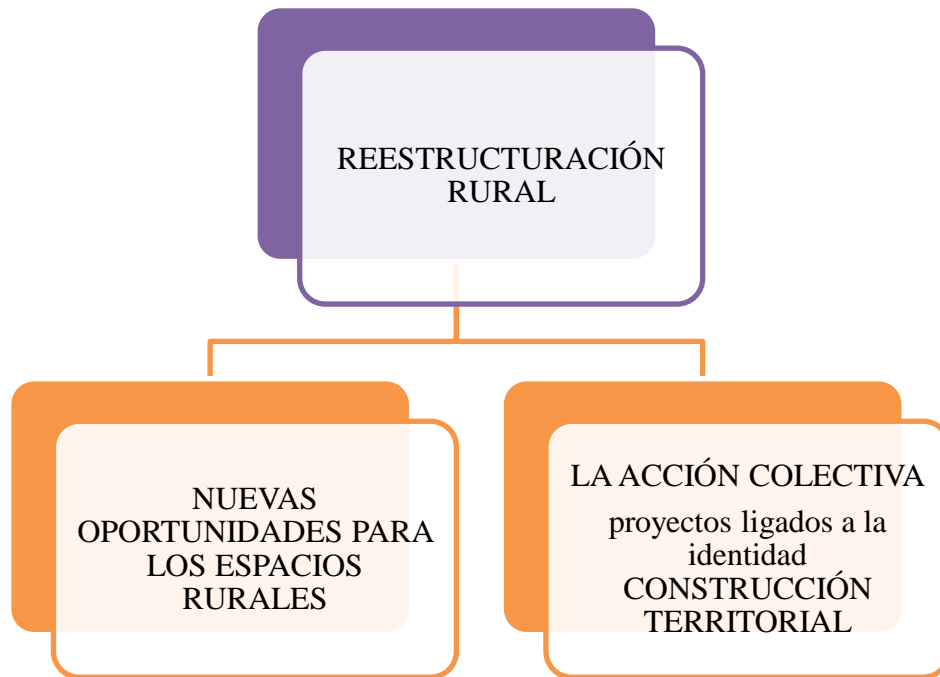 REESTRUCTURACIÓN
RURAL
NUEVAS
OPORTUNIDADES PARA
LOS ESPACIOS
RURALES
LA ACCIÓN COLECTIVA
proyectos ligados a la
identidad
CONSTRUCCIÓN
TERRITORIAL